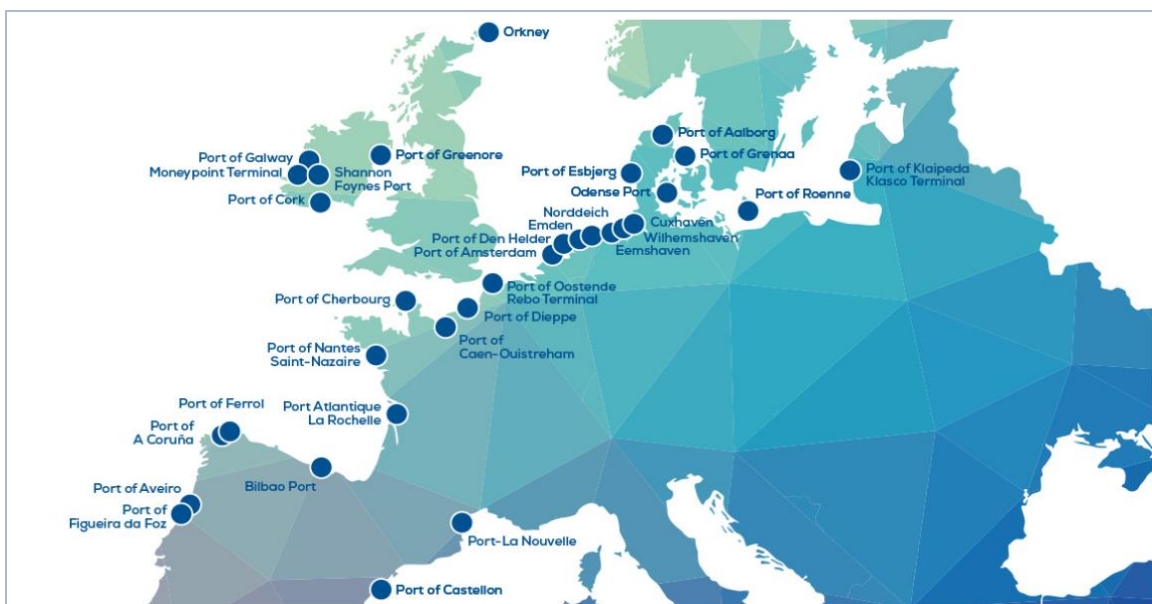 Orkney
Port of Aalborg
Port of Galway
Port of Greenore
Port of Grenaa
Moneypoint Terminal
Shannon
Foynes Port
Port of Esbjerg
Port of Klaipeda
Klasco Terminal
Odense Port
Port of Cork
Port of Roenne
Norddeich
Emden
Cuxhaven
Port of Den Helder
Wilhemshaven
Port of Amsterdam
Eemshaven
Port of Oostende
Rebo Terminal
Port of Cherbourg
Port of Dieppe
Port of
Caen-Ouistreham
Port of Nantes
Saint-Nazaire
Port of Ferrol
Port Atlantique
La Rochelle
Port of
A Coruña
Bilbao Port
Port of Aveiro
Port of
Figueira da Foz
Port-La Nouvelle
Port of Castellon